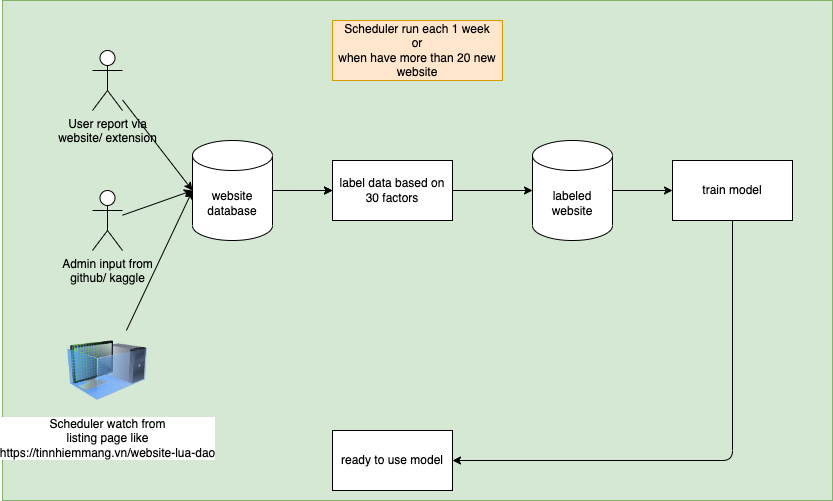 Scheduler run each 1 week
or
when have more than 20 new
website
User report via
website/ extension
website
database
label data based on
30 factors
labeled
website
train model
Admin input from
github/ kaggle
Scheduler watch from
listing page like
https://tinnhiemmang.vn/website-lua-dao
ready to use model